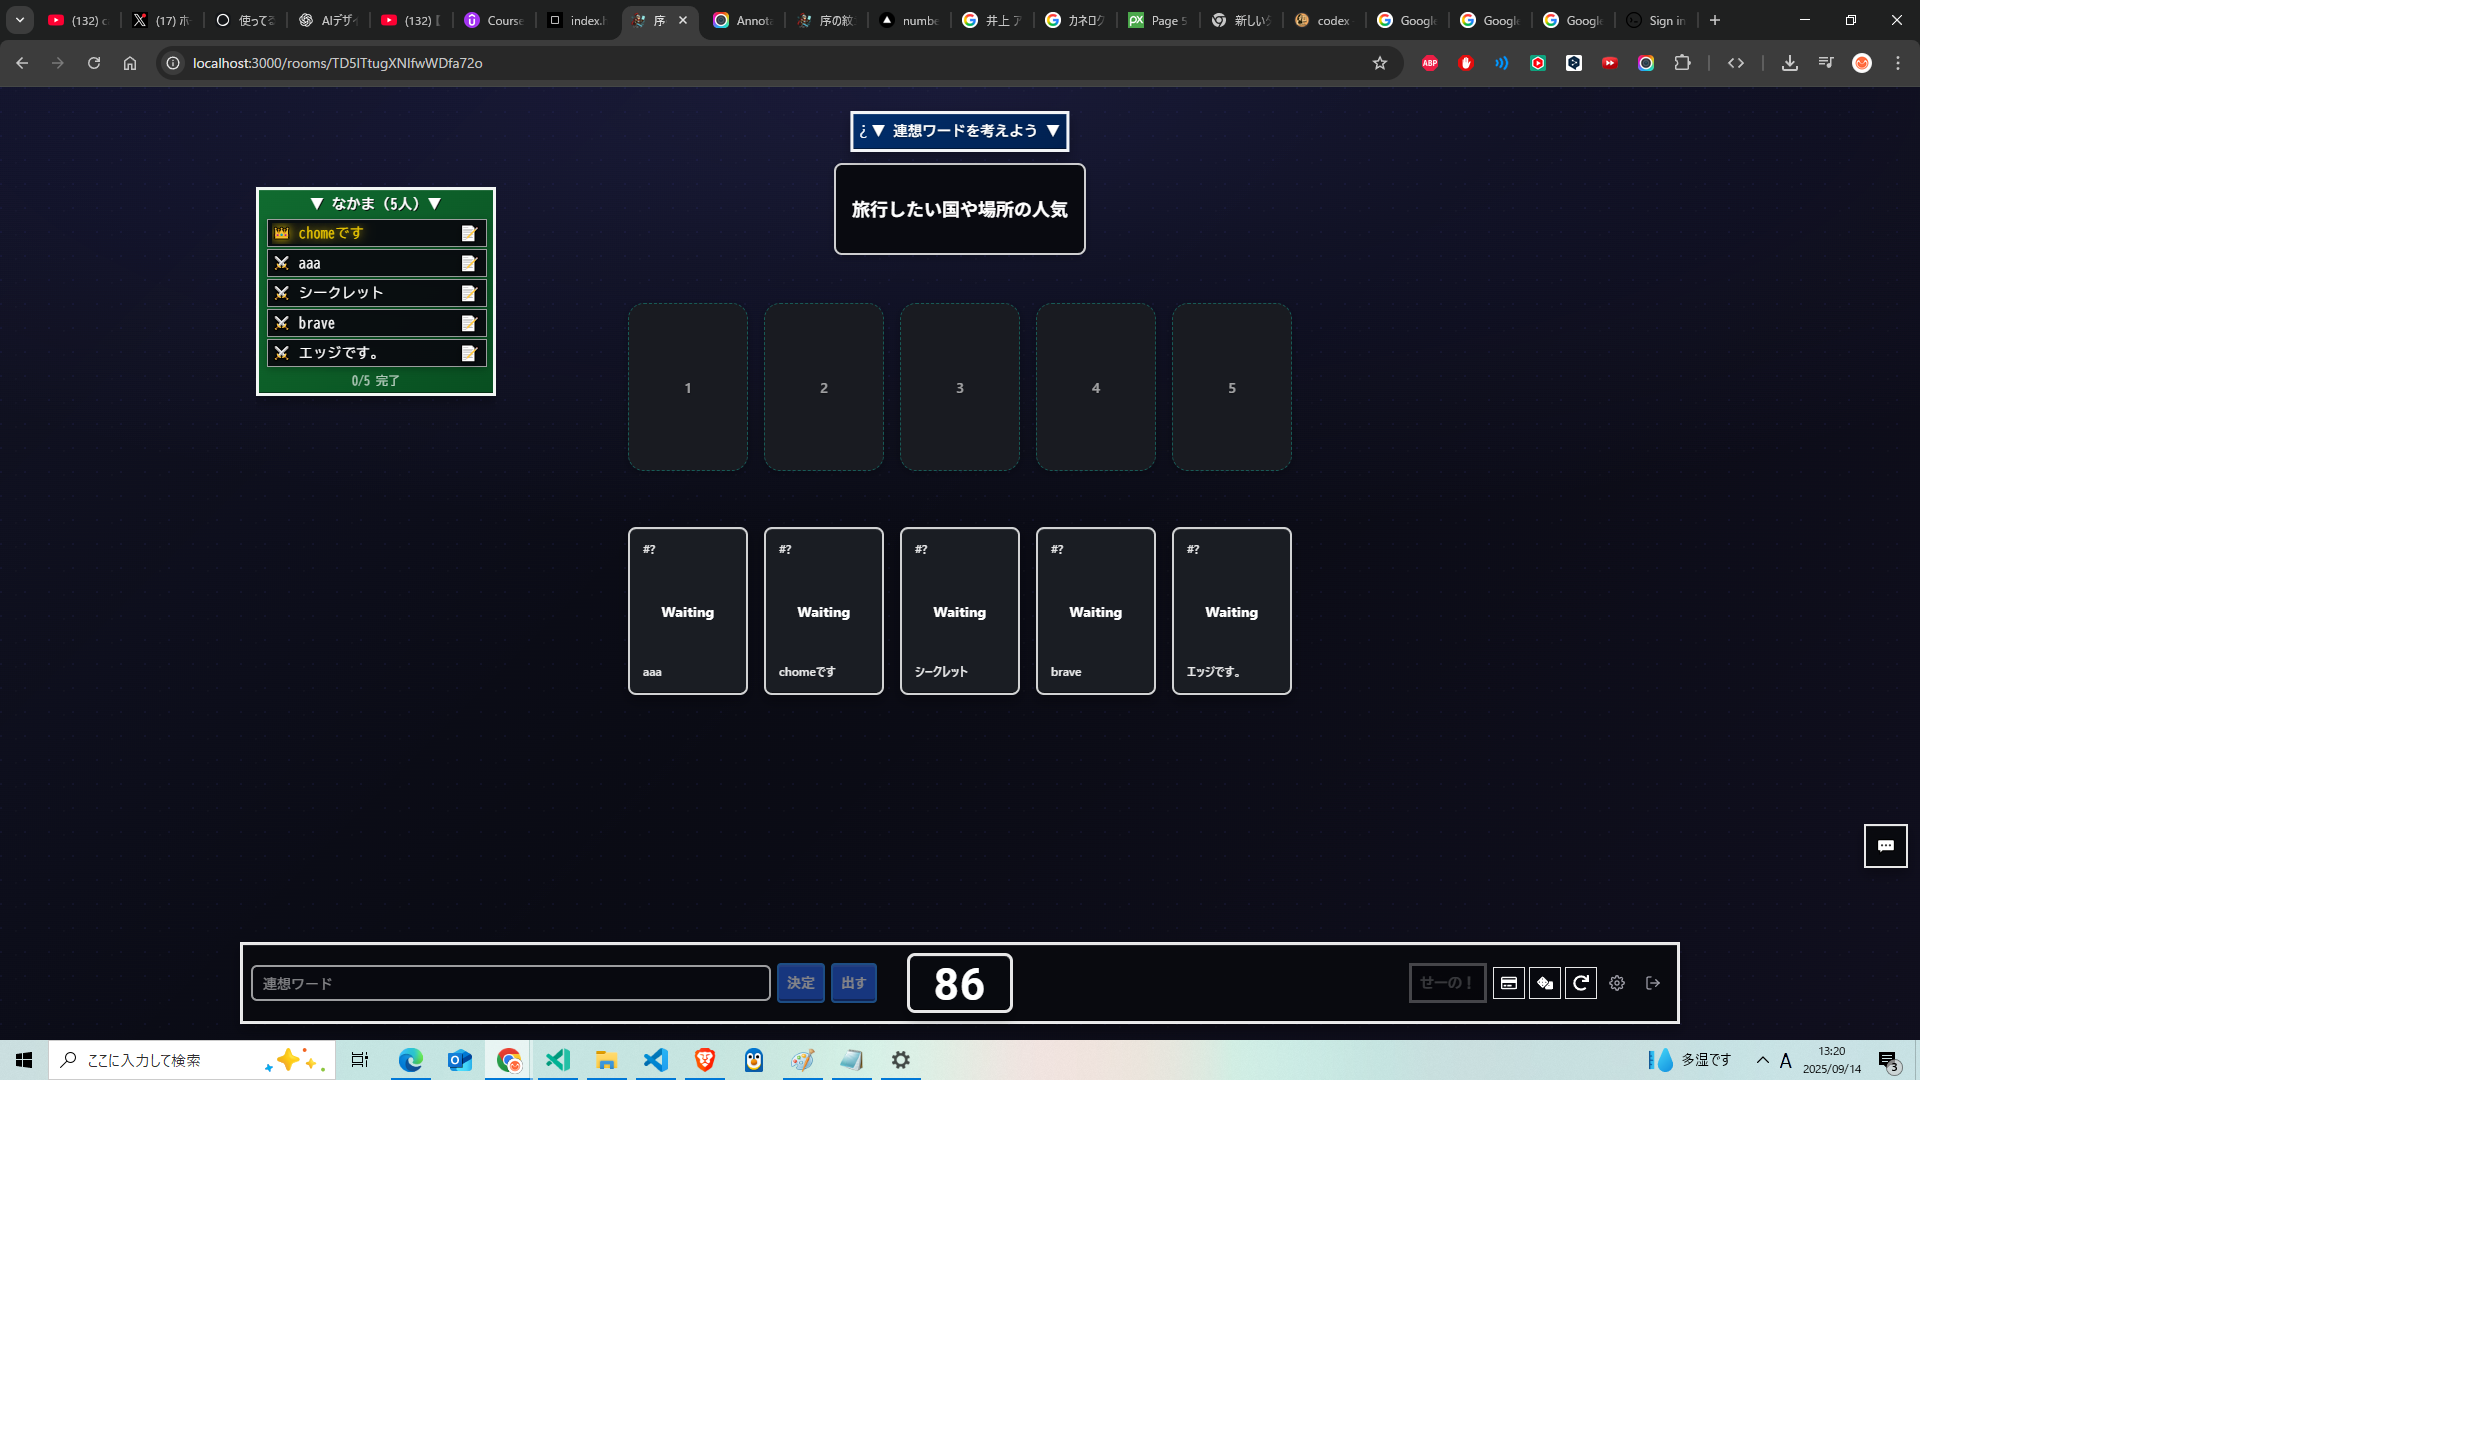 (132) c
(17) ホ
使ってる
AIデザイ
(132)
Course
index.h
序
Annota
序の紋
numbe
井上 ア
カネロク
Page 5
新しいタ
codex
Google
Google
Google
Sign in
localhost:3000/rooms/TD5ITtugXNIfwWDfa72o
ABP
¿ ▼ 連想ワードを考えよう ▼
旅行したい国や場所の人気
▼ なかま（5人）▼
chomeです
aaa
シークレット
brave
エッジです。
0/5 完了
1 2 3 4 5
#? #? #? #? #?
Waiting Waiting Waiting Waiting Waiting
aaa chomeです シークレット brave エッジです。
連想ワード 決定 出す 86 せーの！
ここに入力して検索
多湿です
A
13:20
2025/09/14
3